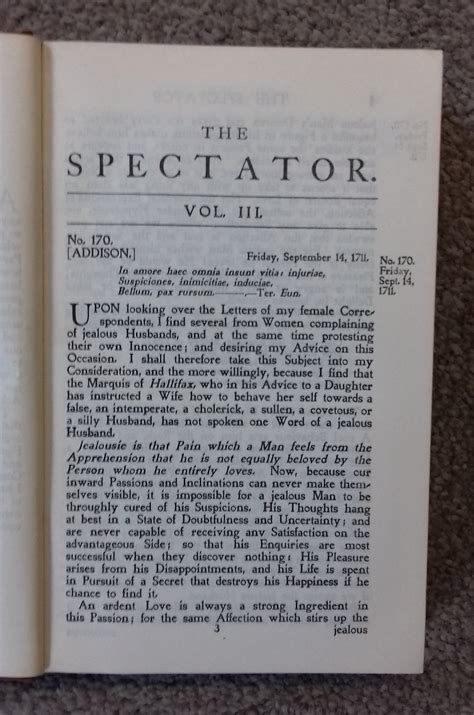 THE
SPECTATOR.
VOL. III.
No. 170.
[ADDISON.]
Friday, September 14, 1711.
No. 170.
Friday,
Sept. 14,
1711.
In amore haec omnia insunt vitia: injuriae,
Suspiciones, inimicitiae, induciae,
Bellum, pax rursum.———,—Ter. Eun.
UPON looking over the Letters of my female Corre-
spondents, I find several from Women complaining
of jealous Husbands, and at the same time protesting
their own Innocence; and desiring my Advice on this
Occasion. I shall therefore take this Subject into my
Consideration, and the more willingly, because I find that
the Marquis of Hallifax, who in his Advice to a Daughter
has instructed a Wife how to behave her self towards a
false, an intemperate, a cholerick, a sullen, a covetous, or
a silly Husband, has not spoken one Word of a jealous
Husband.
Jealousie is that Pain which a Man feels from the
Apprehension that he is not equally beloved by the
Person whom he entirely loves. Now, because our
inward Passions and Inclinations can never make them-
selves visible, it is impossible for a jealous Man to be
throughly cured of his Suspicions. His Thoughts hang
at best in a State of Doubtfulness and Uncertainty; and
are never capable of receiving any Satisfaction on the
advantageous Side; so that his Enquiries are most
successful when they discover nothing: His Pleasure
arises from his Disappointments, and his Life is spent
in Pursuit of a Secret that destroys his Happiness if he
chance to find it.
An ardent Love is always a strong Ingredient in
this Passion; for the same Affection which stirs up the
3
jealous